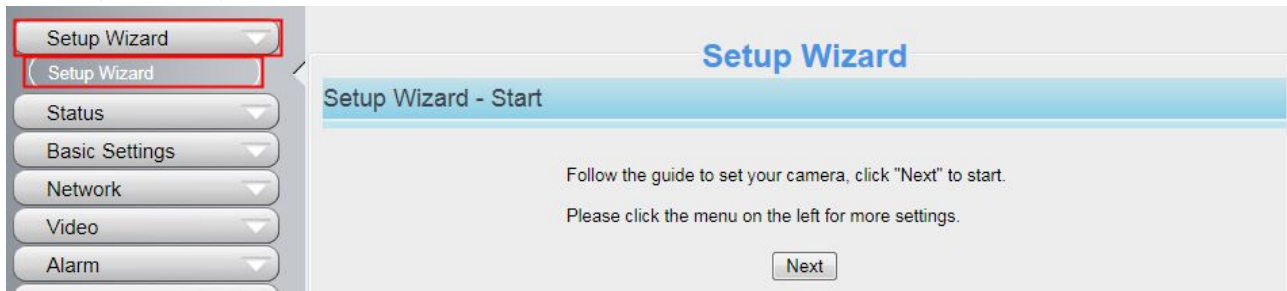 Setup Wizard
Setup Wizard
Status
Basic Settings
Network
Video
Alarm
Setup Wizard
Setup Wizard - Start
Follow the guide to set your camera, click "Next" to start.
Please click the menu on the left for more settings.
Next